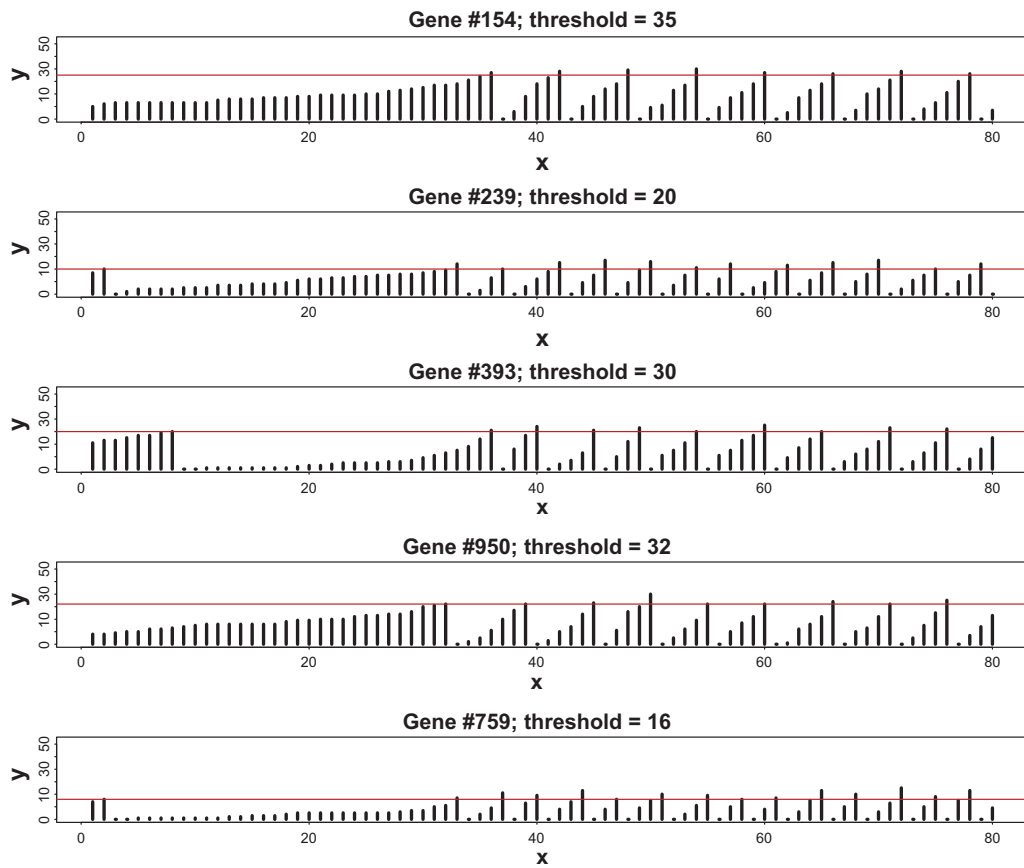 Gene #154; threshold = 35
y
0 10 30 50
0 20 40 60 80
x
Gene #239; threshold = 20
y
0 10 30 50
0 20 40 60 80
x
Gene #393; threshold = 30
y
0 10 30 50
0 20 40 60 80
x
Gene #950; threshold = 32
y
0 10 30 50
0 20 40 60 80
x
Gene #759; threshold = 16
y
0 10 30 50
0 20 40 60 80
x